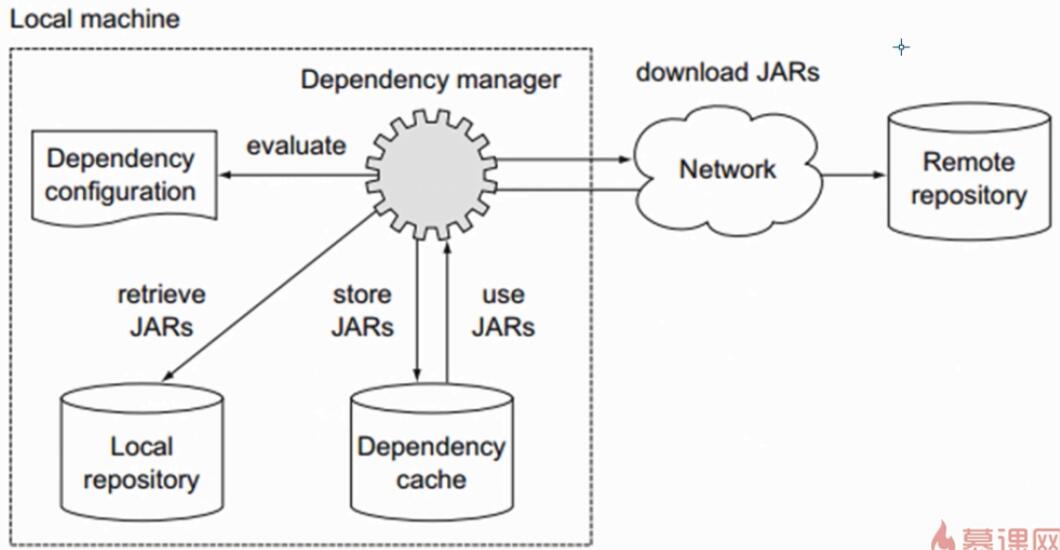 Local machine
Dependency manager
download JARs
Dependency
configuration
evaluate
Network
Remote
repository
retrieve
JARs
store
JARs
use
JARs
Local
repository
Dependency
cache
慕课网